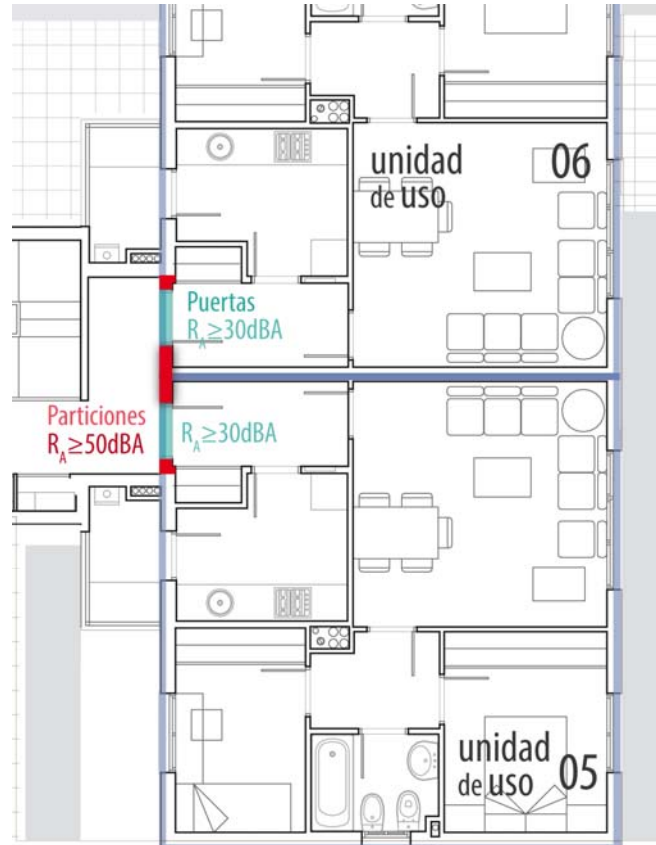 unidad 06
de uso
Puertas
RA≥30dBA
Particiones
RA≥50dBA
RA≥30dBA
unidad
de uso 05